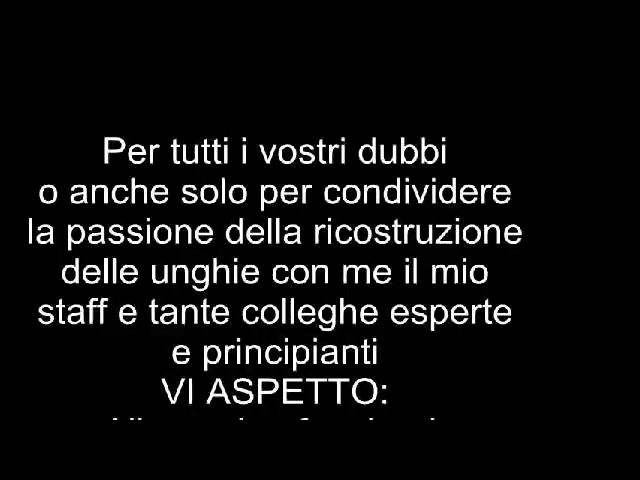 Per tutti i vostri dubbi
o anche solo per condividere
la passione della ricostruzione
delle unghie con me il mio
staff e tante colleghe esperte
e principianti
VI ASPETTO: